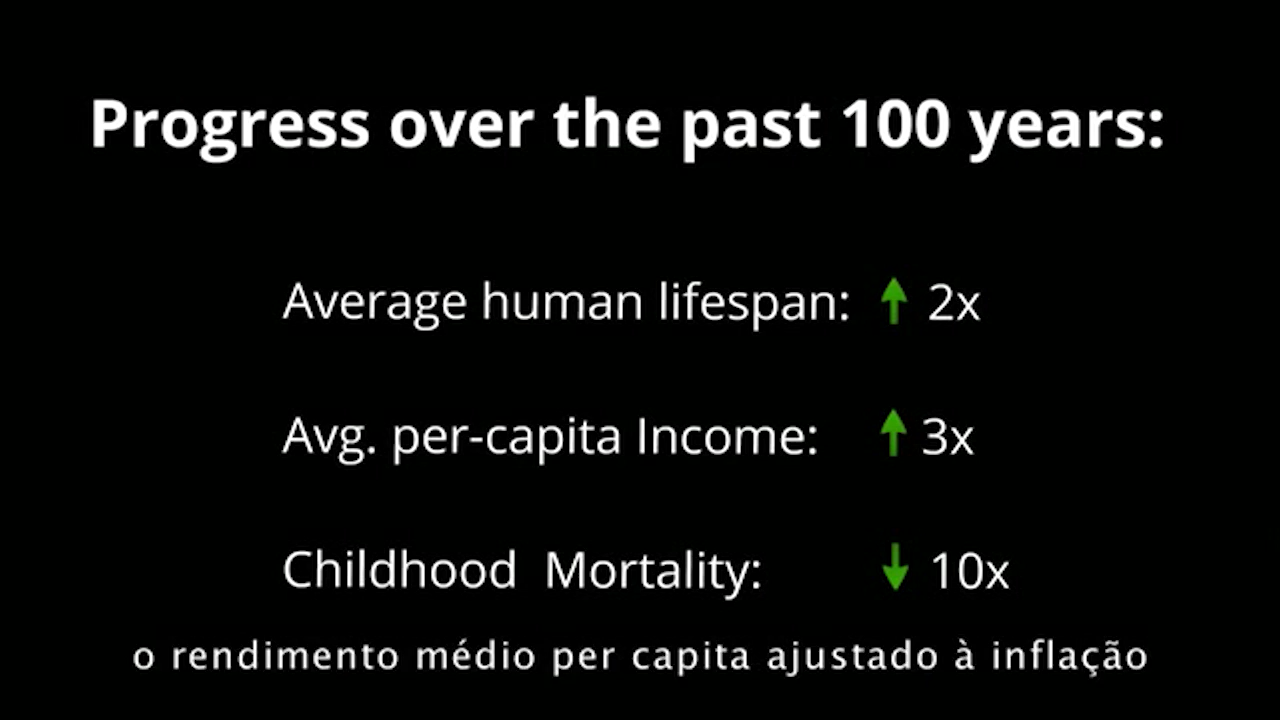 Progress over the past 100 years:
Average human lifespan: ↑ 2x
Avg. per-capita Income: ↑ 3x
Childhood Mortality: ↓ 10x
o rendimento médio per capita ajustado à inflação